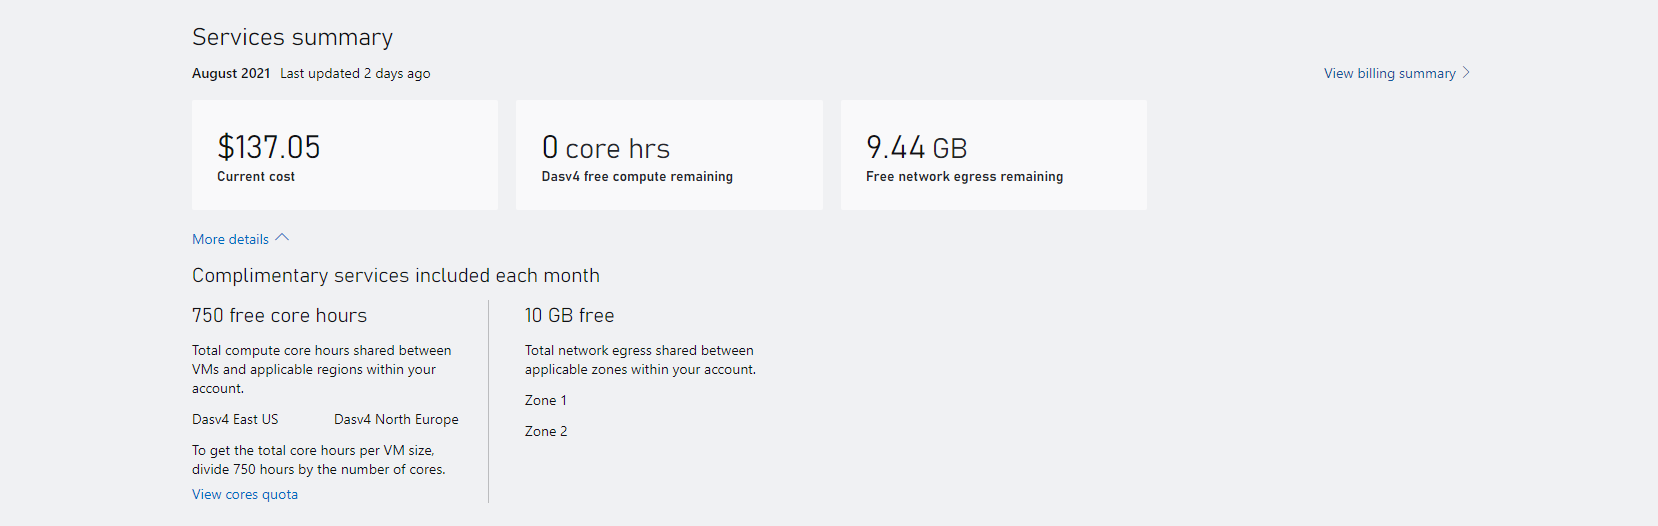 Services summary
August 2021 Last updated 2 days ago
View billing summary
$137.05
Current cost
0 core hrs
Dasv4 free compute remaining
9.44 GB
Free network egress remaining
More details
Complimentary services included each month
750 free core hours
Total compute core hours shared between
VMs and applicable regions within your
account.
Dasv4 East US
Dasv4 North Europe
To get the total core hours per VM size,
divide 750 hours by the number of cores.
View cores quota
10 GB free
Total network egress shared between
applicable zones within your account.
Zone 1
Zone 2